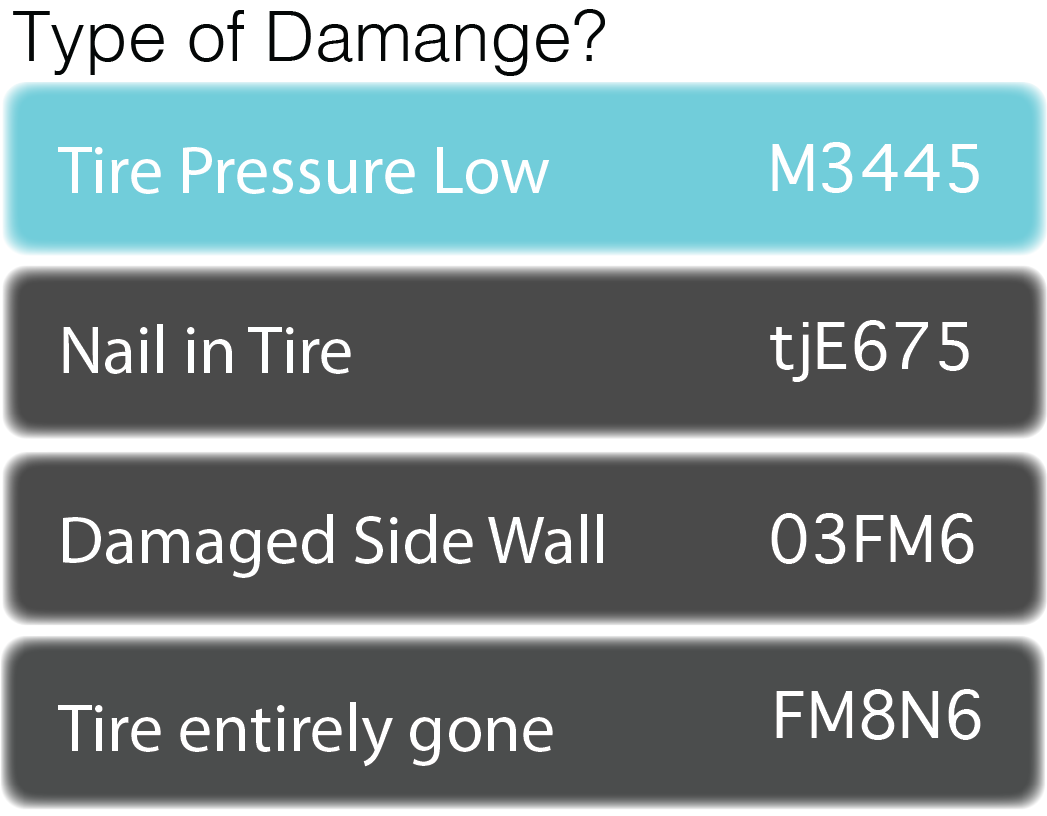 Type of Damange?
Tire Pressure Low M3445
Nail in Tire tjE675
Damaged Side Wall 03FM6
Tire entirely gone FM8N6